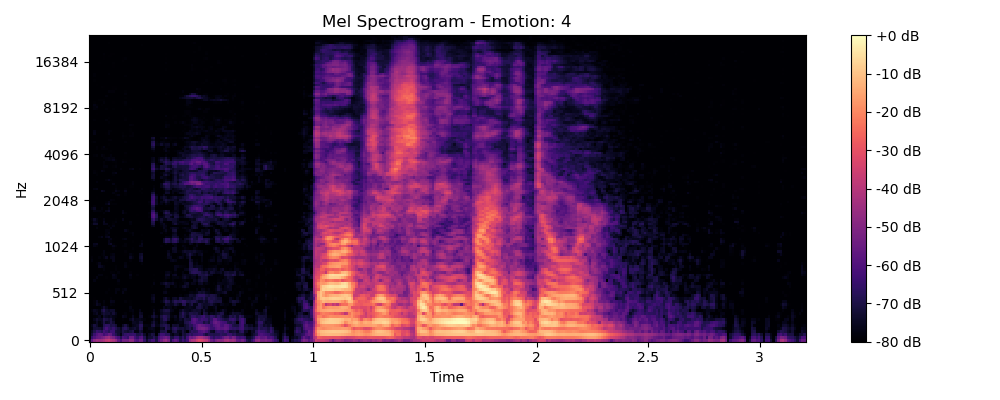 Mel Spectrogram - Emotion: 4
16384
8192
4096
2048
1024
512
0
Hz
0 0.5 1 1.5 2 2.5 3
Time
+0 dB
-10 dB
-20 dB
-30 dB
-40 dB
-50 dB
-60 dB
-70 dB
-80 dB